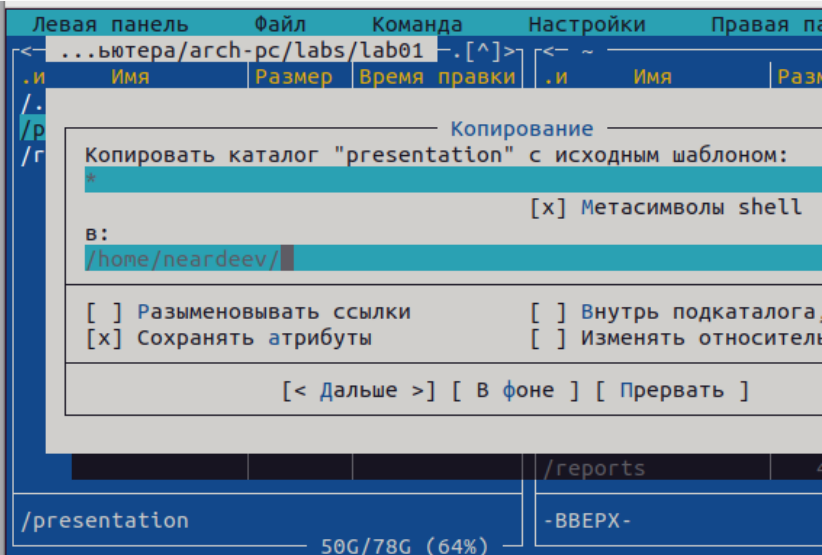 Левая панель Файл Команда Настройки Правая па
<— ...ьютера/arch-pc/labs/lab01 —.[^]> <— ~
.и Имя Размер Время правки .и Имя Разм
/.
/р
/r
Копирование
Копировать каталог "presentation" с исходным шаблоном:
*
[x] Метасимволы shell
в:
/home/neardeev/
[ ] Разыменовывать ссылки [ ] Внутрь подкаталога,
[x] Сохранять атрибуты [ ] Изменять относитель
[< Дальше >] [ В фоне ] [ Прервать ]
/reports 4
/presentation -ВВЕРХ-
50G/78G (64%)